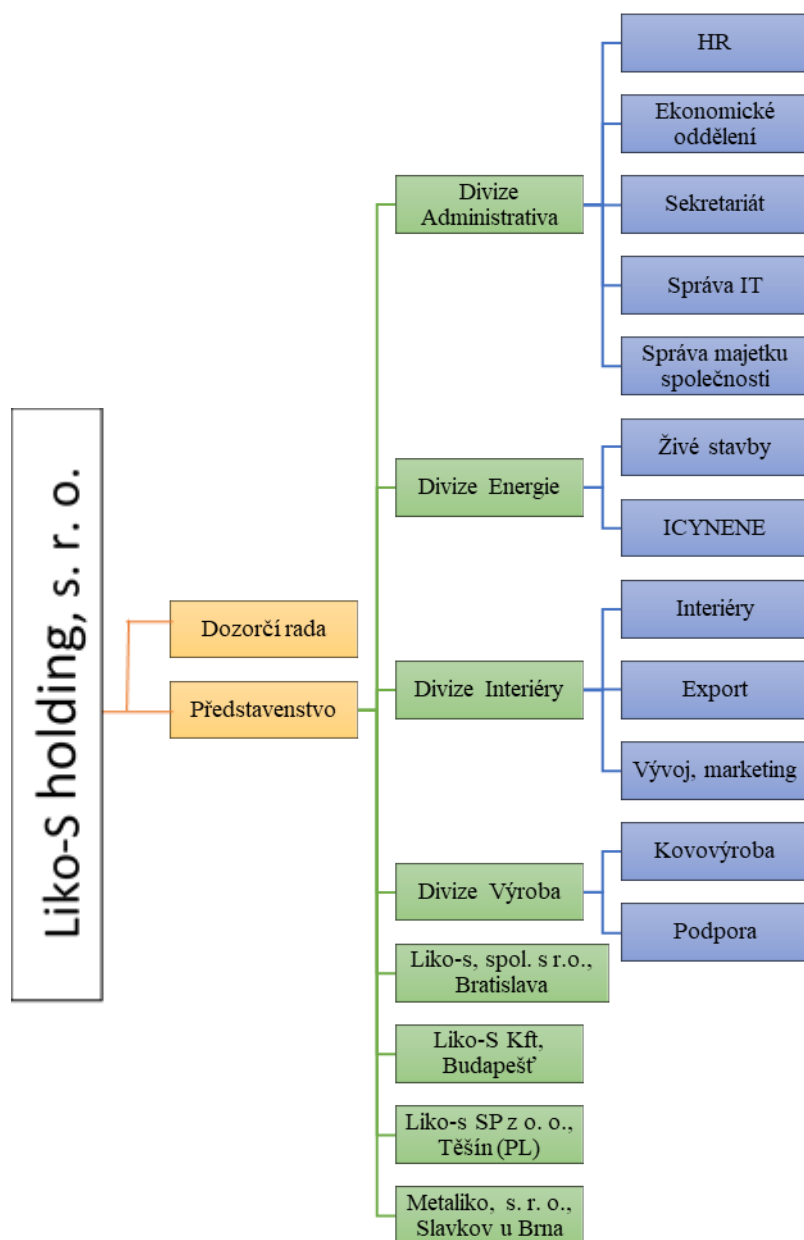 Liko-S holding, s. r. o.
Dozorčí rada
Představenstvo
Divize
Administrativa
HR
Ekonomické
oddělení
Sekretariát
Správa IT
Správa majetku
společnosti
Divize Energie
Živé stavby
ICYNENE
Divize Interiéry
Interiéry
Export
Vývoj, marketing
Divize Výroba
Kovovýroba
Podpora
Liko-s, spol. s r.o.,
Bratislava
Liko-S Kft,
Budapešť
Liko-s SP z o. o.,
Těšín (PL)
Metaliko, s. r. o.,
Slavkov u Brna